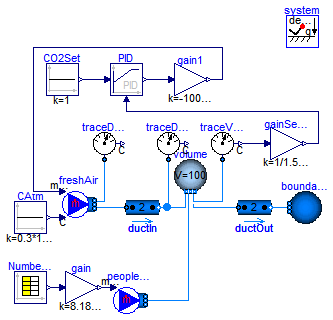 system
de...
g
CO2Set
PID
gain1
PID
k=1
k=-100...
traceD...
traceD...
traceV...
gainSe...
C
C
C
volume
k=1/1.5...
freshAir
V=100
CAtm
m...
bounda...
2
2
C
ductIn
ductOut
k=0.3*1...
Numbe...
gain
people...
m...
k=8.18...